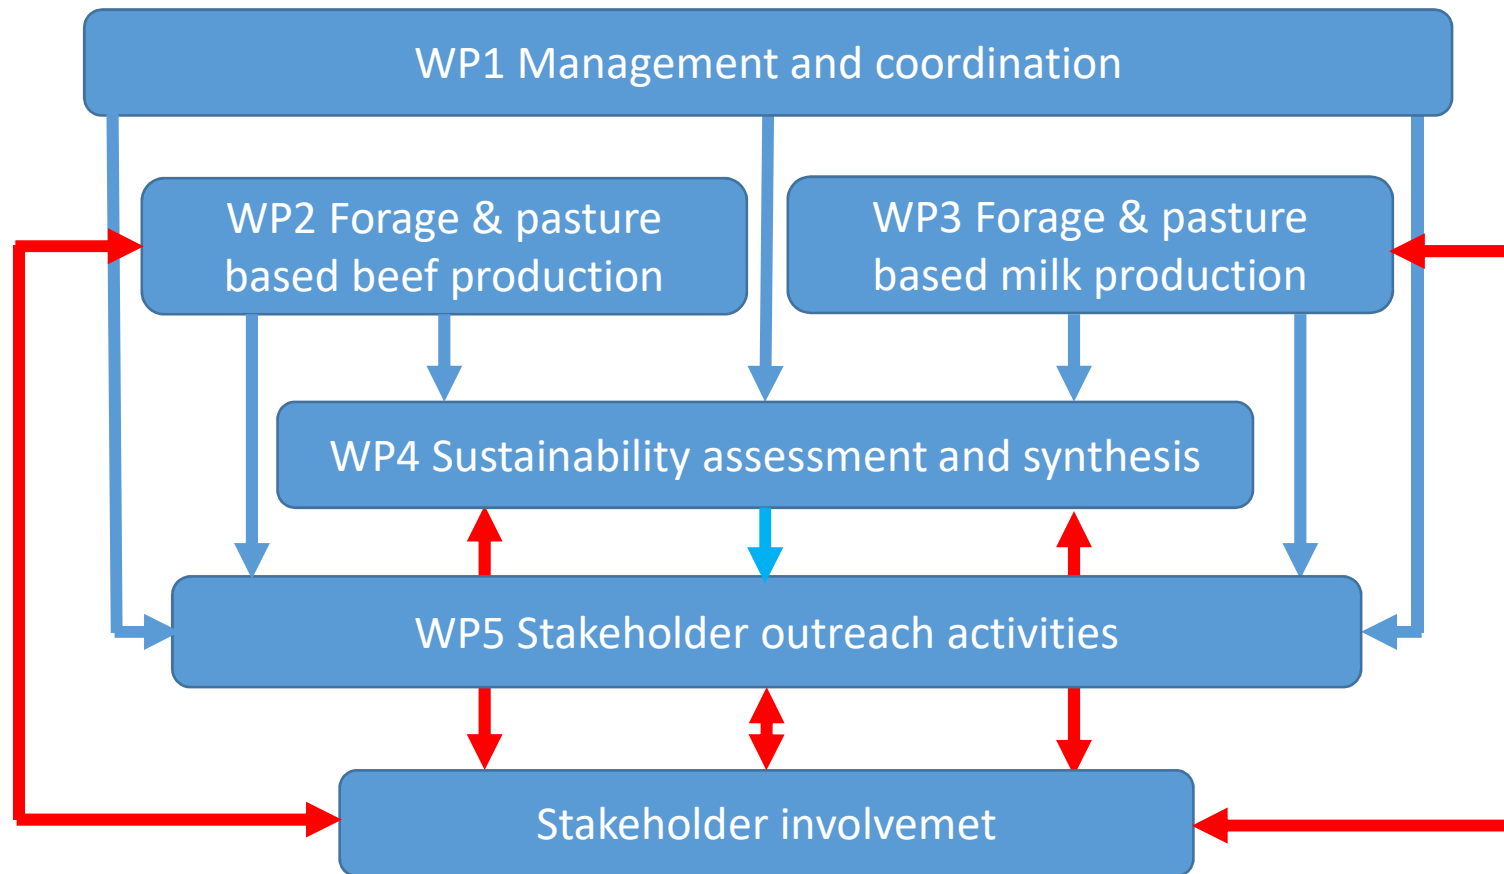 WP1 Management and coordination
WP2 Forage & pasture
based beef production
WP3 Forage & pasture
based milk production
WP4 Sustainability assessment and synthesis
WP5 Stakeholder outreach activities
Stakeholder involvemet